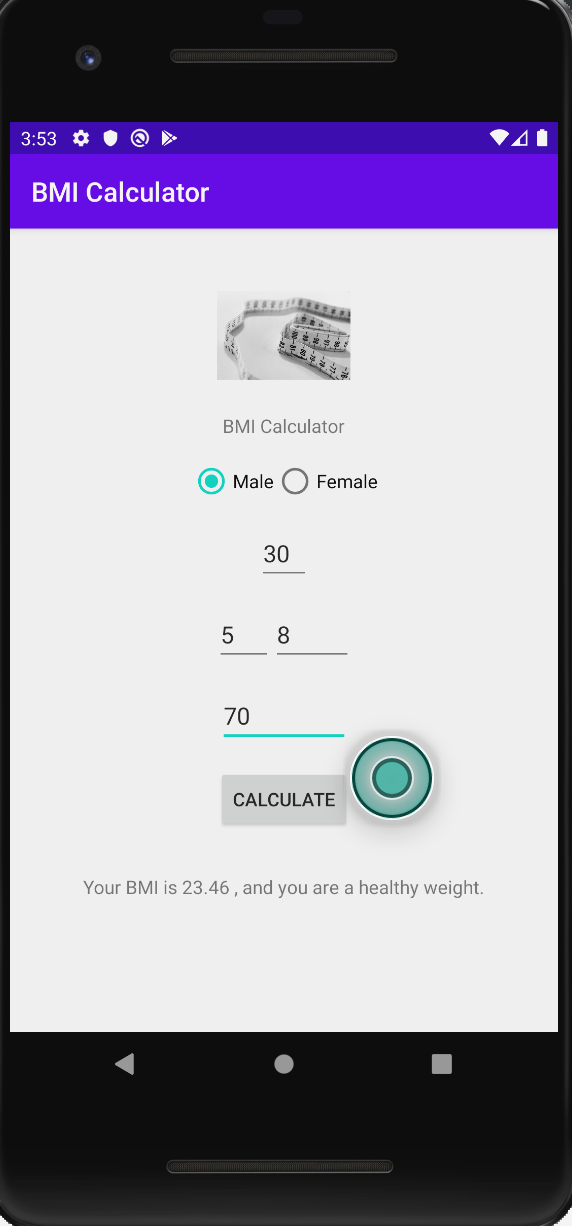 3:53
BMI Calculator
BMI Calculator
Male Female
30
5 8
70
CALCULATE
Your BMI is 23.46 , and you are a healthy weight.